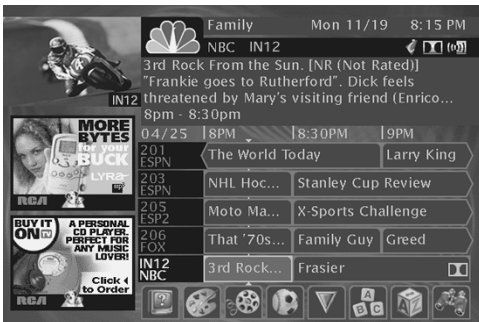 Family Mon 11/19 8:15 PM
NBC IN12
3rd Rock From the Sun. [NR (Not Rated)]
"Frankie goes to Rutherford". Dick feels
threatened by Mary's visiting friend (Enrico...
8pm - 8:30pm
IN12
04/25 8PM 8:30PM 9PM
201 ESPN The World Today Larry King
203 ESPN NHL Hoc... Stanley Cup Review
205 ESP2 Moto Ma... X-Sports Challenge
206 FOX That '70s... Family Guy Greed
IN12 NBC 3rd Rock... Frasier
MORE
BYTES
for your
BUCK
LYRA
mp3
RCA
BUY IT
ON TV
A PERSONAL
CD PLAYER,
PERFECT FOR
ANY MUSIC
LOVER!
Click
to Order
RCA
?
A
B C
A Z